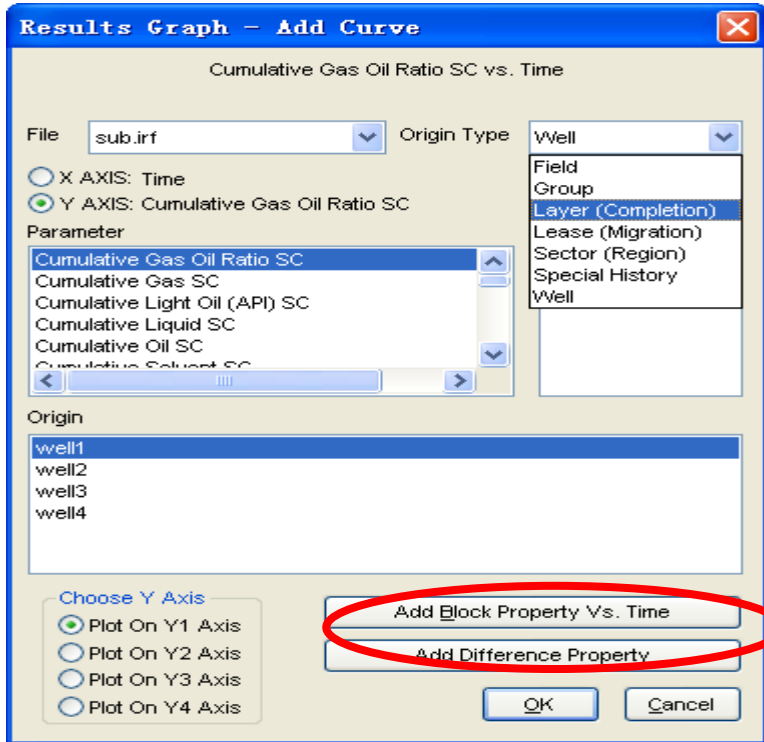 Results Graph - Add Curve
Cumulative Gas Oil Ratio SC vs. Time
File sub.irf Origin Type Well
Field
Group
Layer (Completion)
Lease (Migration)
Sector (Region)
Special History
Well
X AXIS: Time
Y AXIS: Cumulative Gas Oil Ratio SC
Parameter
Cumulative Gas Oil Ratio SC
Cumulative Gas SC
Cumulative Light Oil (API) SC
Cumulative Liquid SC
Cumulative Oil SC
Cumulative Solvent SC
Origin
well1
well2
well3
well4
Choose Y Axis
Plot On Y1 Axis
Plot On Y2 Axis
Plot On Y3 Axis
Plot On Y4 Axis
Add Block Property Vs. Time
Add Difference Property
OK Cancel